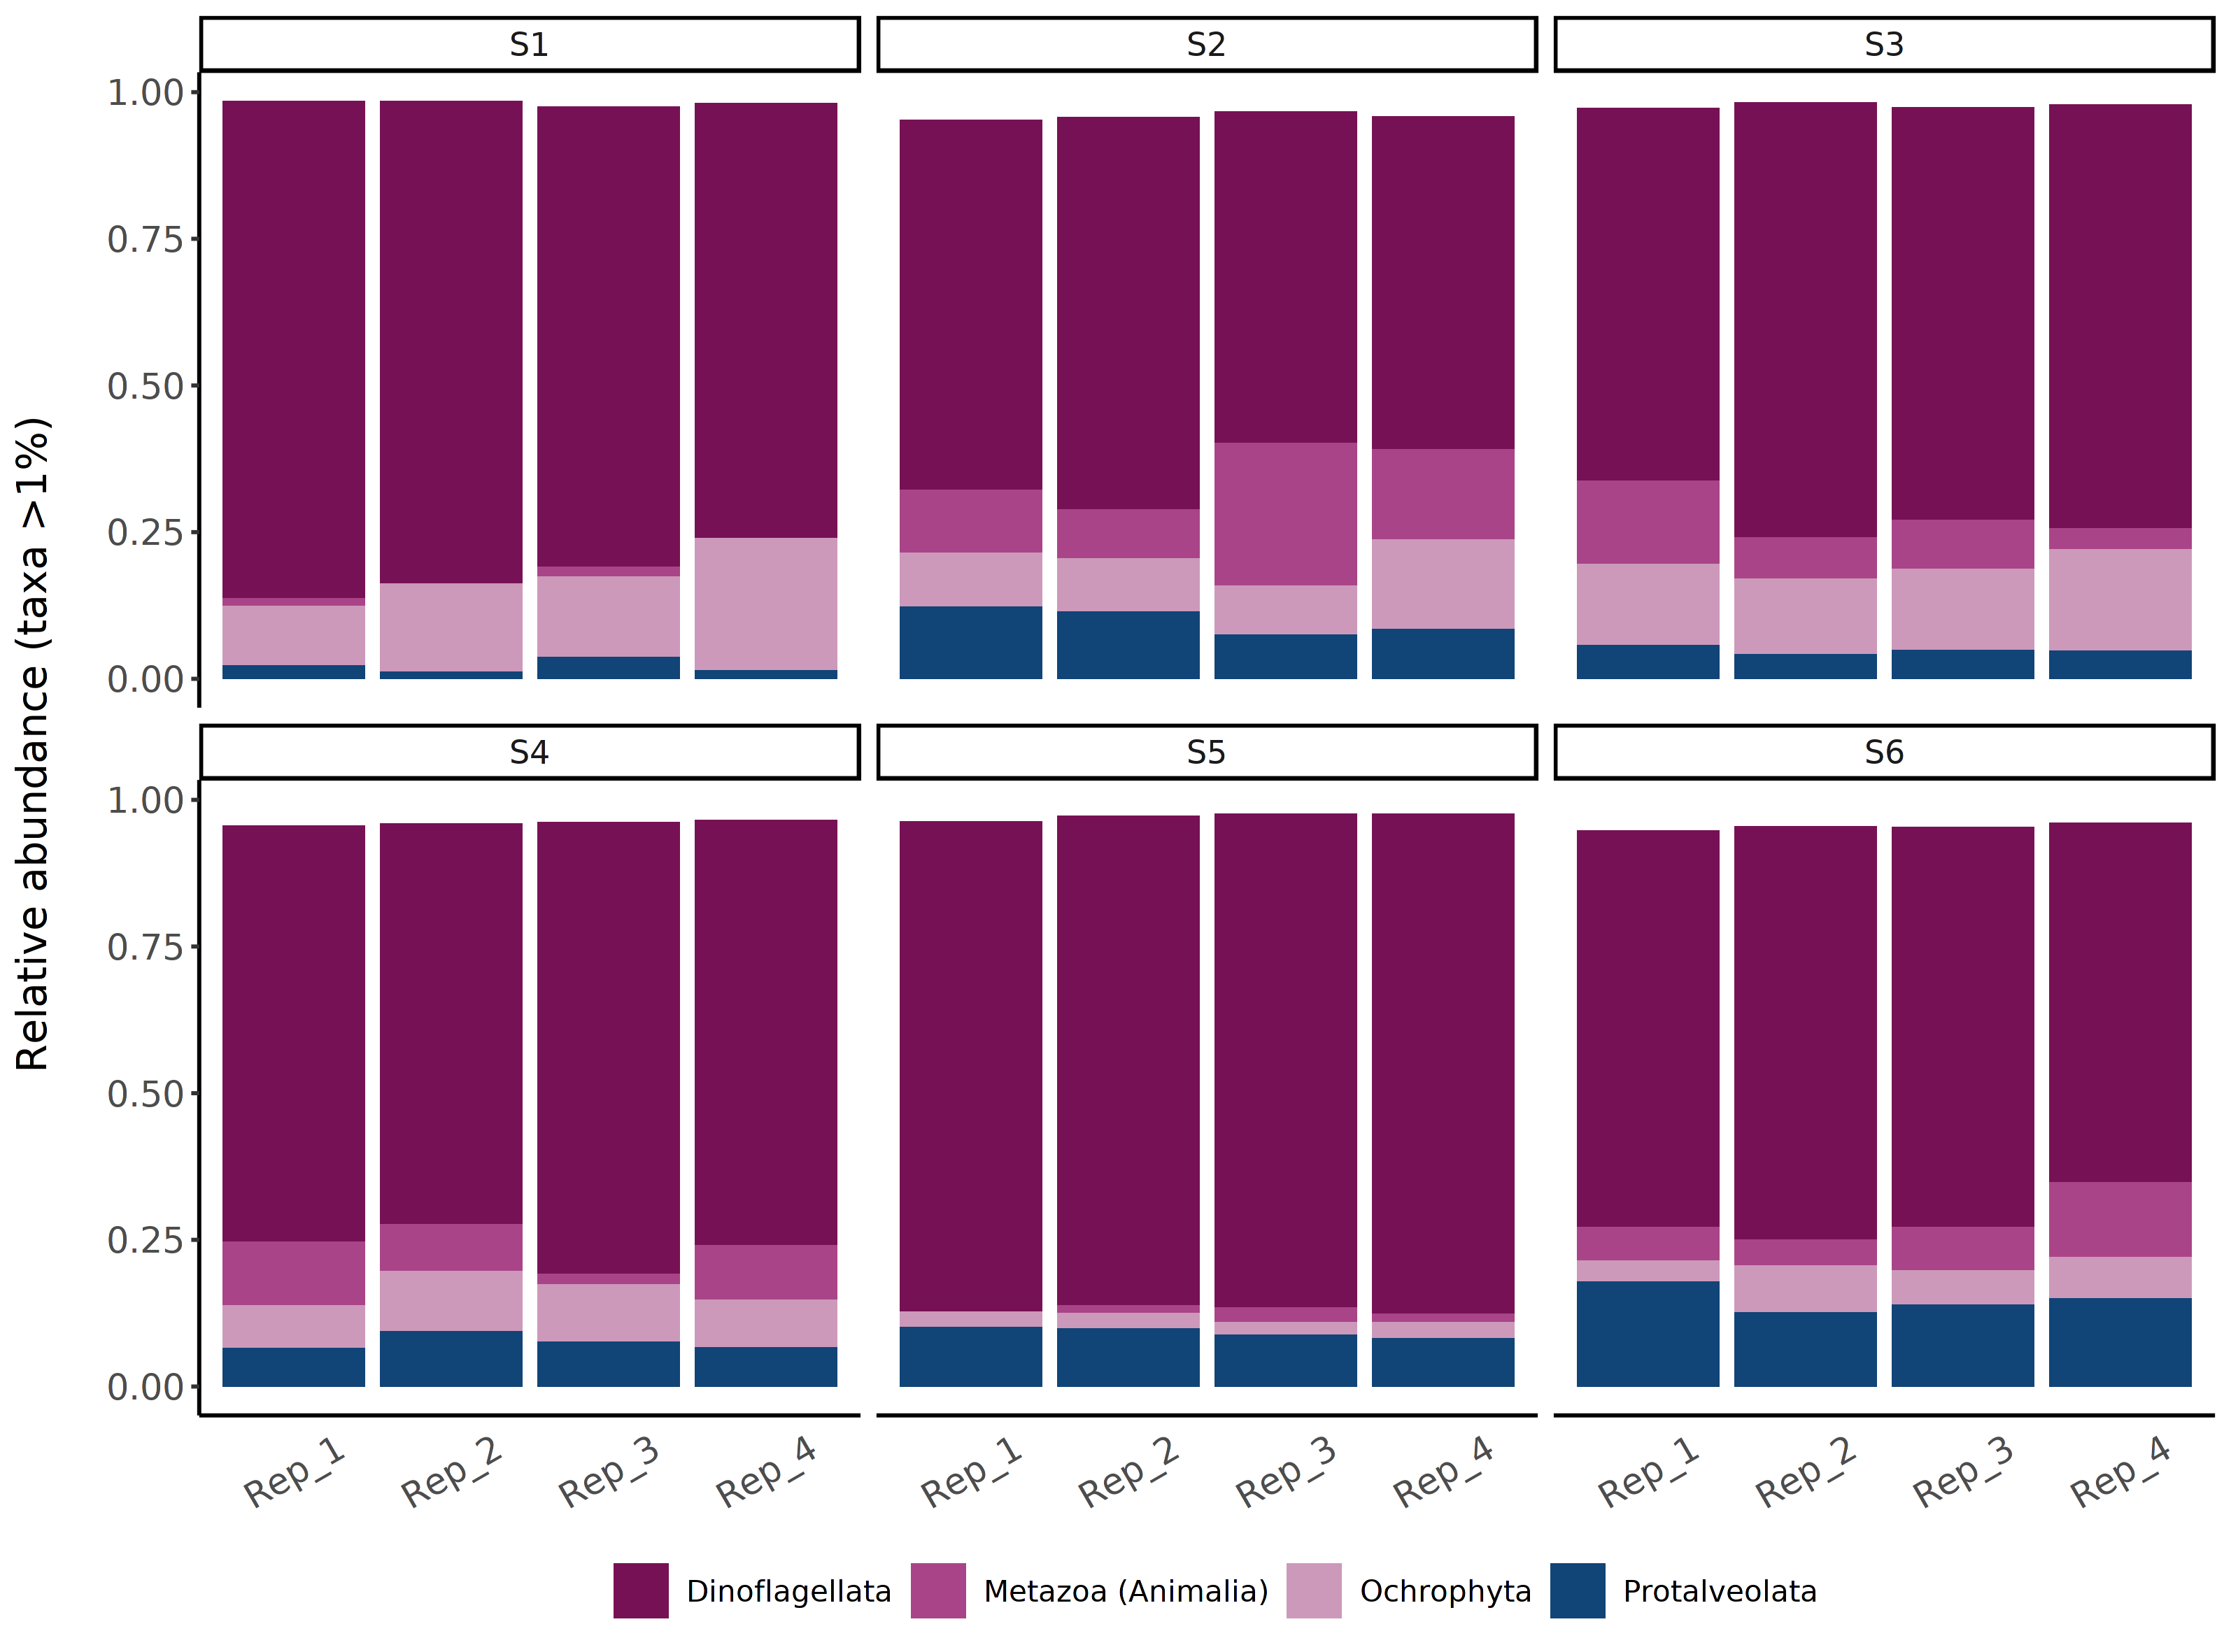 Relative abundance (taxa >1%)
S1
S2
S3
1.00
0.75
0.50
0.25
0.00
S4
S5
S6
1.00
0.75
0.50
0.25
0.00
Rep_1 Rep_2 Rep_3 Rep_4
Rep_1 Rep_2 Rep_3 Rep_4
Rep_1 Rep_2 Rep_3 Rep_4
Dinoflagellata Metazoa (Animalia) Ochrophyta Protalveolata